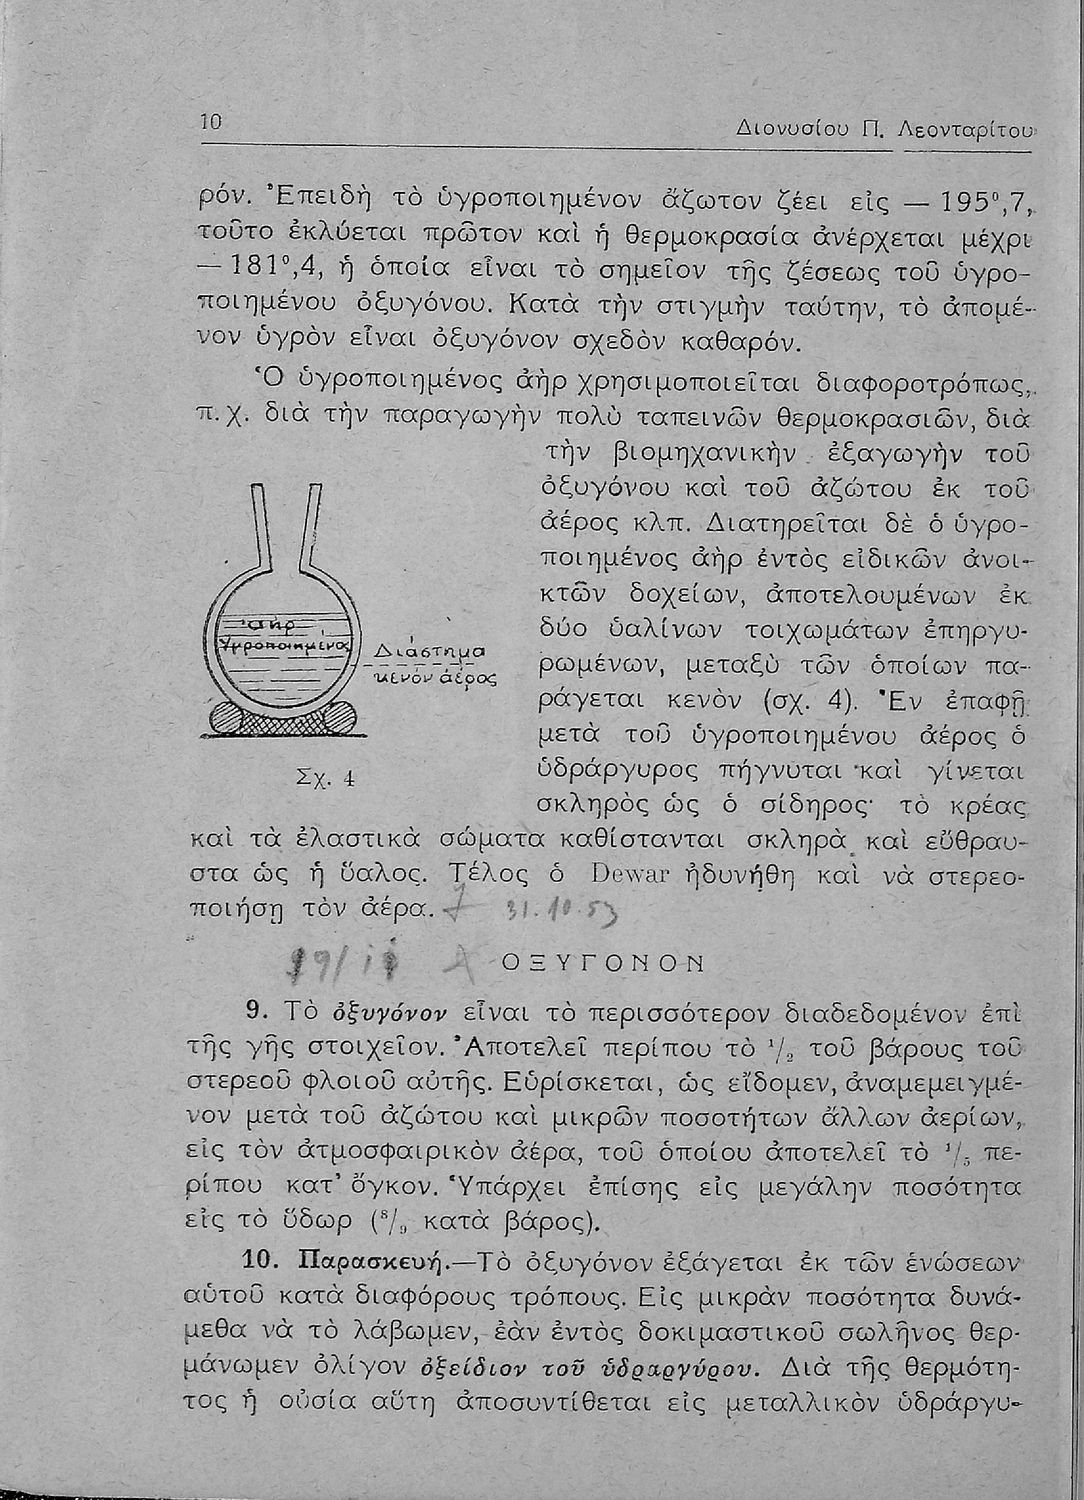 10
Διονυσίου Π. Λεονταρίτου
ρόν. Ἐπειδὴ τὸ ὑγροποιημένον ἄζωτον ζέει εἰς — 195⁰,7,
τοῦτο ἐκλύεται πρῶτον καὶ ἡ θερμοκρασία ἀνέρχεται μέχρι
— 181⁰,4, ἡ ὁποία εἶναι τὸ σημεῖον τῆς ζέσεως τοῦ ὑγρο-
ποιημένου ὀξυγόνου. Κατὰ τὴν στιγμὴν ταύτην, τὸ ἀπομέ-
νον ὑγρὸν εἶναι ὀξυγόνον σχεδὸν καθαρόν.
Ὁ ὑγροποιημένος ἀὴρ χρησιμοποιεῖται διαφοροτρόπως,
π.χ. διὰ τὴν παραγωγὴν πολὺ ταπεινῶν θερμοκρασιῶν, διὰ
τὴν βιομηχανικὴν ἐξαγωγὴν τοῦ
ὀξυγόνου καὶ τοῦ ἀζώτου ἐκ τοῦ
ἀέρος κλπ. Διατηρεῖται δὲ ὁ ὑγρο-
ποιημένος ἀὴρ ἐντὸς εἰδικῶν ἀνοι-
κτῶν δοχείων, ἀποτελουμένων ἐκ
δύο ὑαλίνων τοιχωμάτων ἐπηργυ-
ρωμένων, μεταξὺ τῶν ὁποίων πα-
ράγεται κενὸν (σχ. 4). Ἐν ἐπαφῇ
μετὰ τοῦ ὑγροποιημένου ἀέρος ὁ
ὑδράργυρος πήγνυται καὶ γίνεται
σκληρὸς ὡς ὁ σίδηρος· τὸ κρέας
ἀὴρ
Ὑγροποιημένος
Διάστημα
κενόν ἀέρος
Σχ. 4
καὶ τὰ ἐλαστικὰ σώματα καθίστανται σκληρὰ καὶ εὔθραυ-
στα ὡς ἡ ὕαλος. Τέλος ὁ Dewar ἠδυνήθη καὶ νὰ στερεο-
ποιήσῃ τὸν ἀέρα.
31.10.53
19/11
ΟΞΥΓΟΝΟΝ
9. Τὸ ὀξυγόνον εἶναι τὸ περισσότερον διαδεδομένον ἐπὶ
τῆς γῆς στοιχεῖον. Ἀποτελεῖ περίπου τὸ ¹/₂ τοῦ βάρους τοῦ
στερεοῦ φλοιοῦ αὐτῆς. Εὑρίσκεται, ὡς εἴδομεν, ἀναμεμειγμέ-
νον μετὰ τοῦ ἀζώτου καὶ μικρῶν ποσοτήτων ἄλλων ἀερίων,
εἰς τὸν ἀτμοσφαιρικὸν ἀέρα, τοῦ ὁποίου ἀποτελεῖ τὸ ¹/₅ πε-
ρίπου κατ' ὄγκον. Ὑπάρχει ἐπίσης εἰς μεγάλην ποσότητα
εἰς τὸ ὕδωρ (⁸/₉ κατὰ βάρος).
10. Παρασκευή.—Τὸ ὀξυγόνον ἐξάγεται ἐκ τῶν ἑνώσεων
αὐτοῦ κατὰ διαφόρους τρόπους. Εἰς μικρὰν ποσότητα δυνά-
μεθα νὰ τὸ λάβωμεν, ἐὰν ἐντὸς δοκιμαστικοῦ σωλῆνος θερ-
μάνωμεν ὀλίγον ὀξείδιον τοῦ ὑδραργύρου. Διὰ τῆς θερμότη-
τος ἡ οὐσία αὕτη ἀποσυντίθεται εἰς μεταλλικὸν ὑδράργυ-